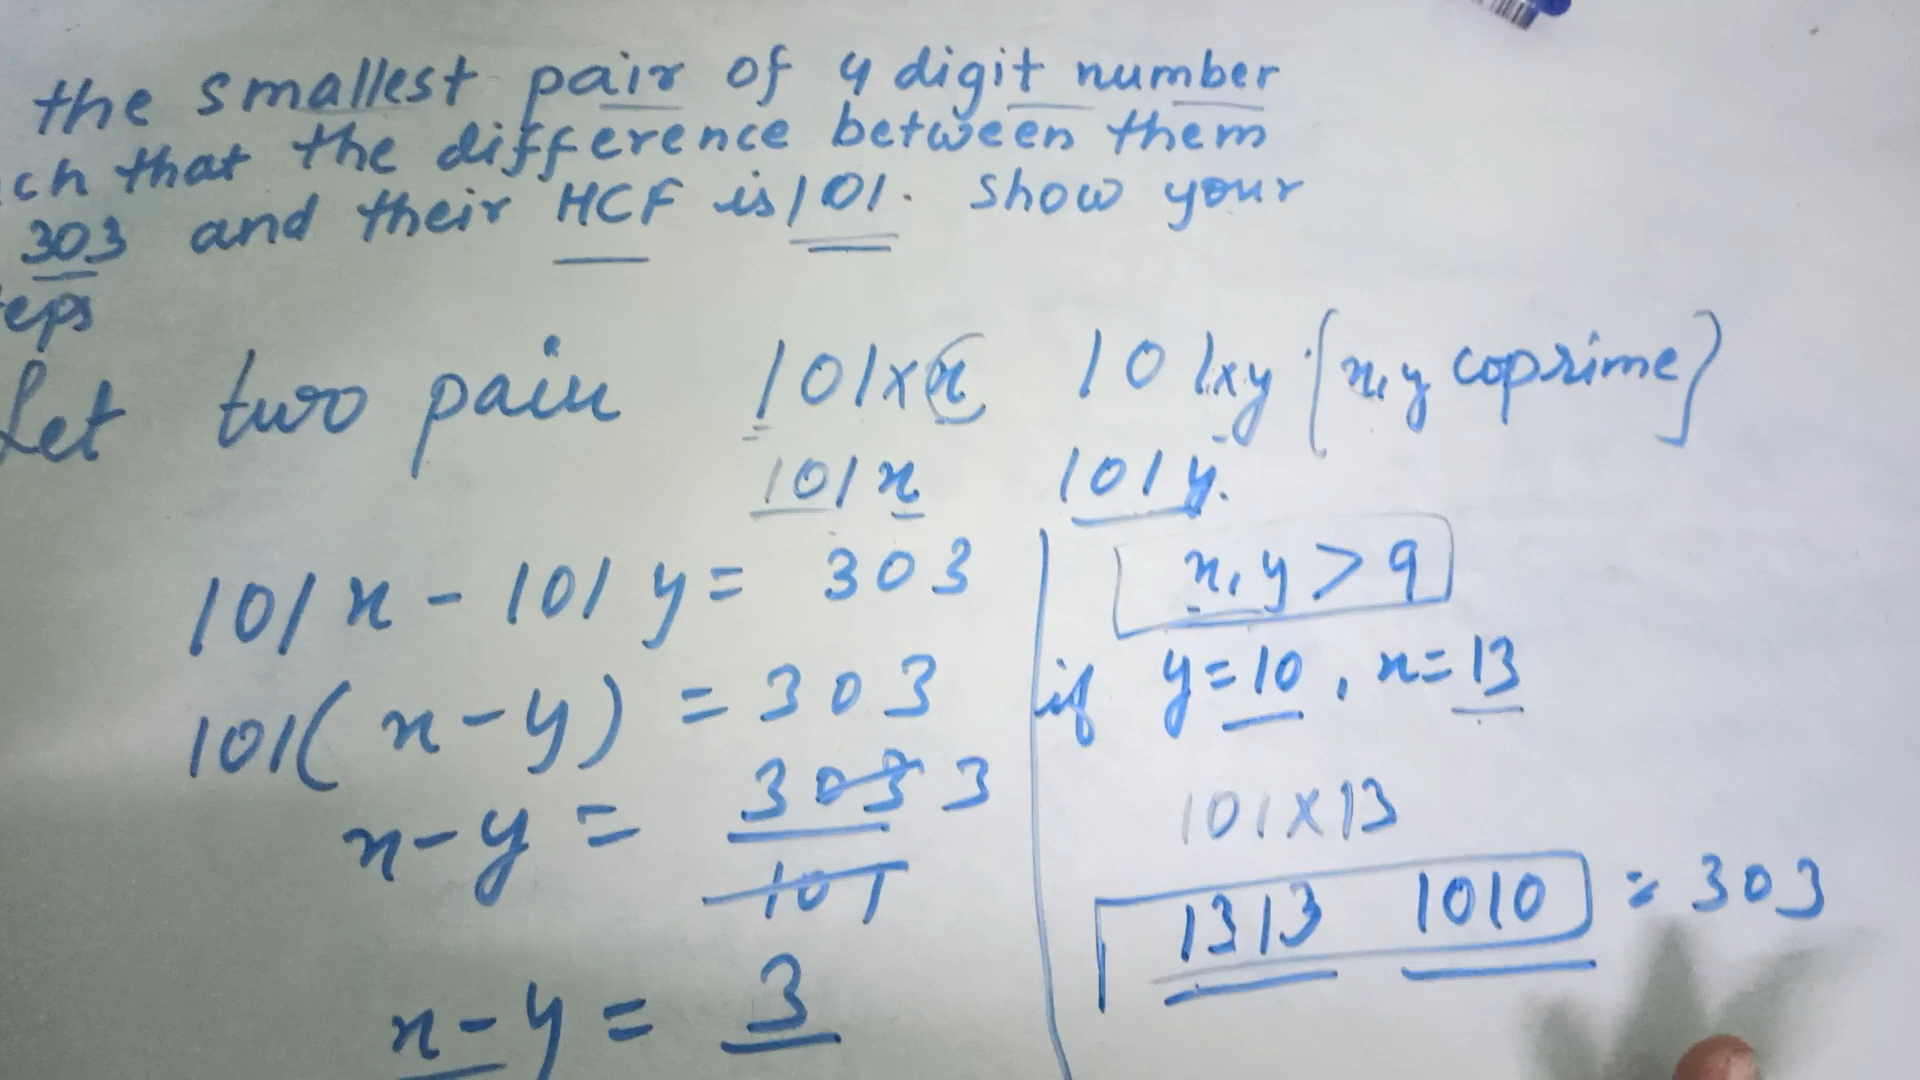 the smallest pair of 4 digit number
ch that the difference between them
303 and their HCF is 101. Show your
eps
Let two pair 101×x 101×y [x,y coprime]
101x 101y.
101x - 101y = 303
101(x-y) = 303
x-y = 303 3
101
x-y = 3
x,y > 9
if y=10, x=13
101×13
1313 1010 = 303